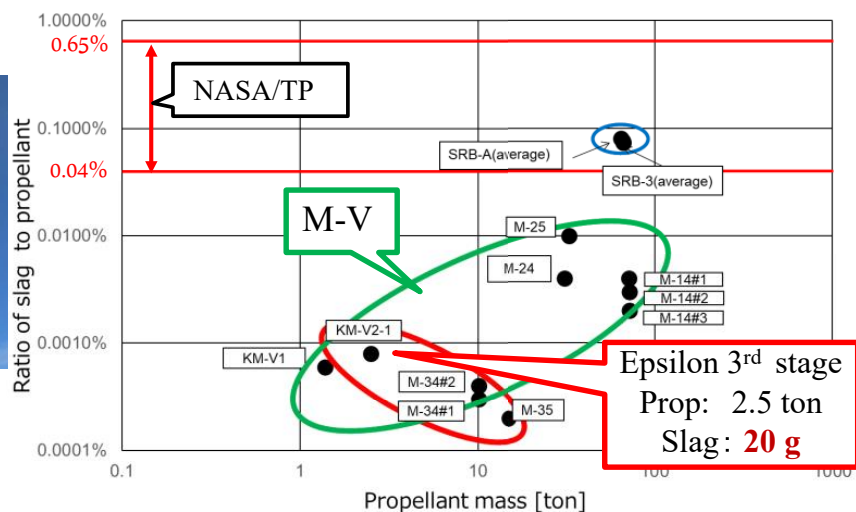 1.0000%
0.65%
NASA/TP
0.1000%
SRB-A(average)
0.04%
SRB-3(average)
M-V
M-25
0.0100%
M-24
M-14#1
M-14#2
M-14#3
KM-V2-1
0.0010%
KM-V1
M-34#2
M-34#1
M-35
Epsilon 3rd stage
Prop: 2.5 ton
Slag: 20 g
0.0001%
0.1
1
10
100
1000
Propellant mass [ton]
Ratio of slag to propellant